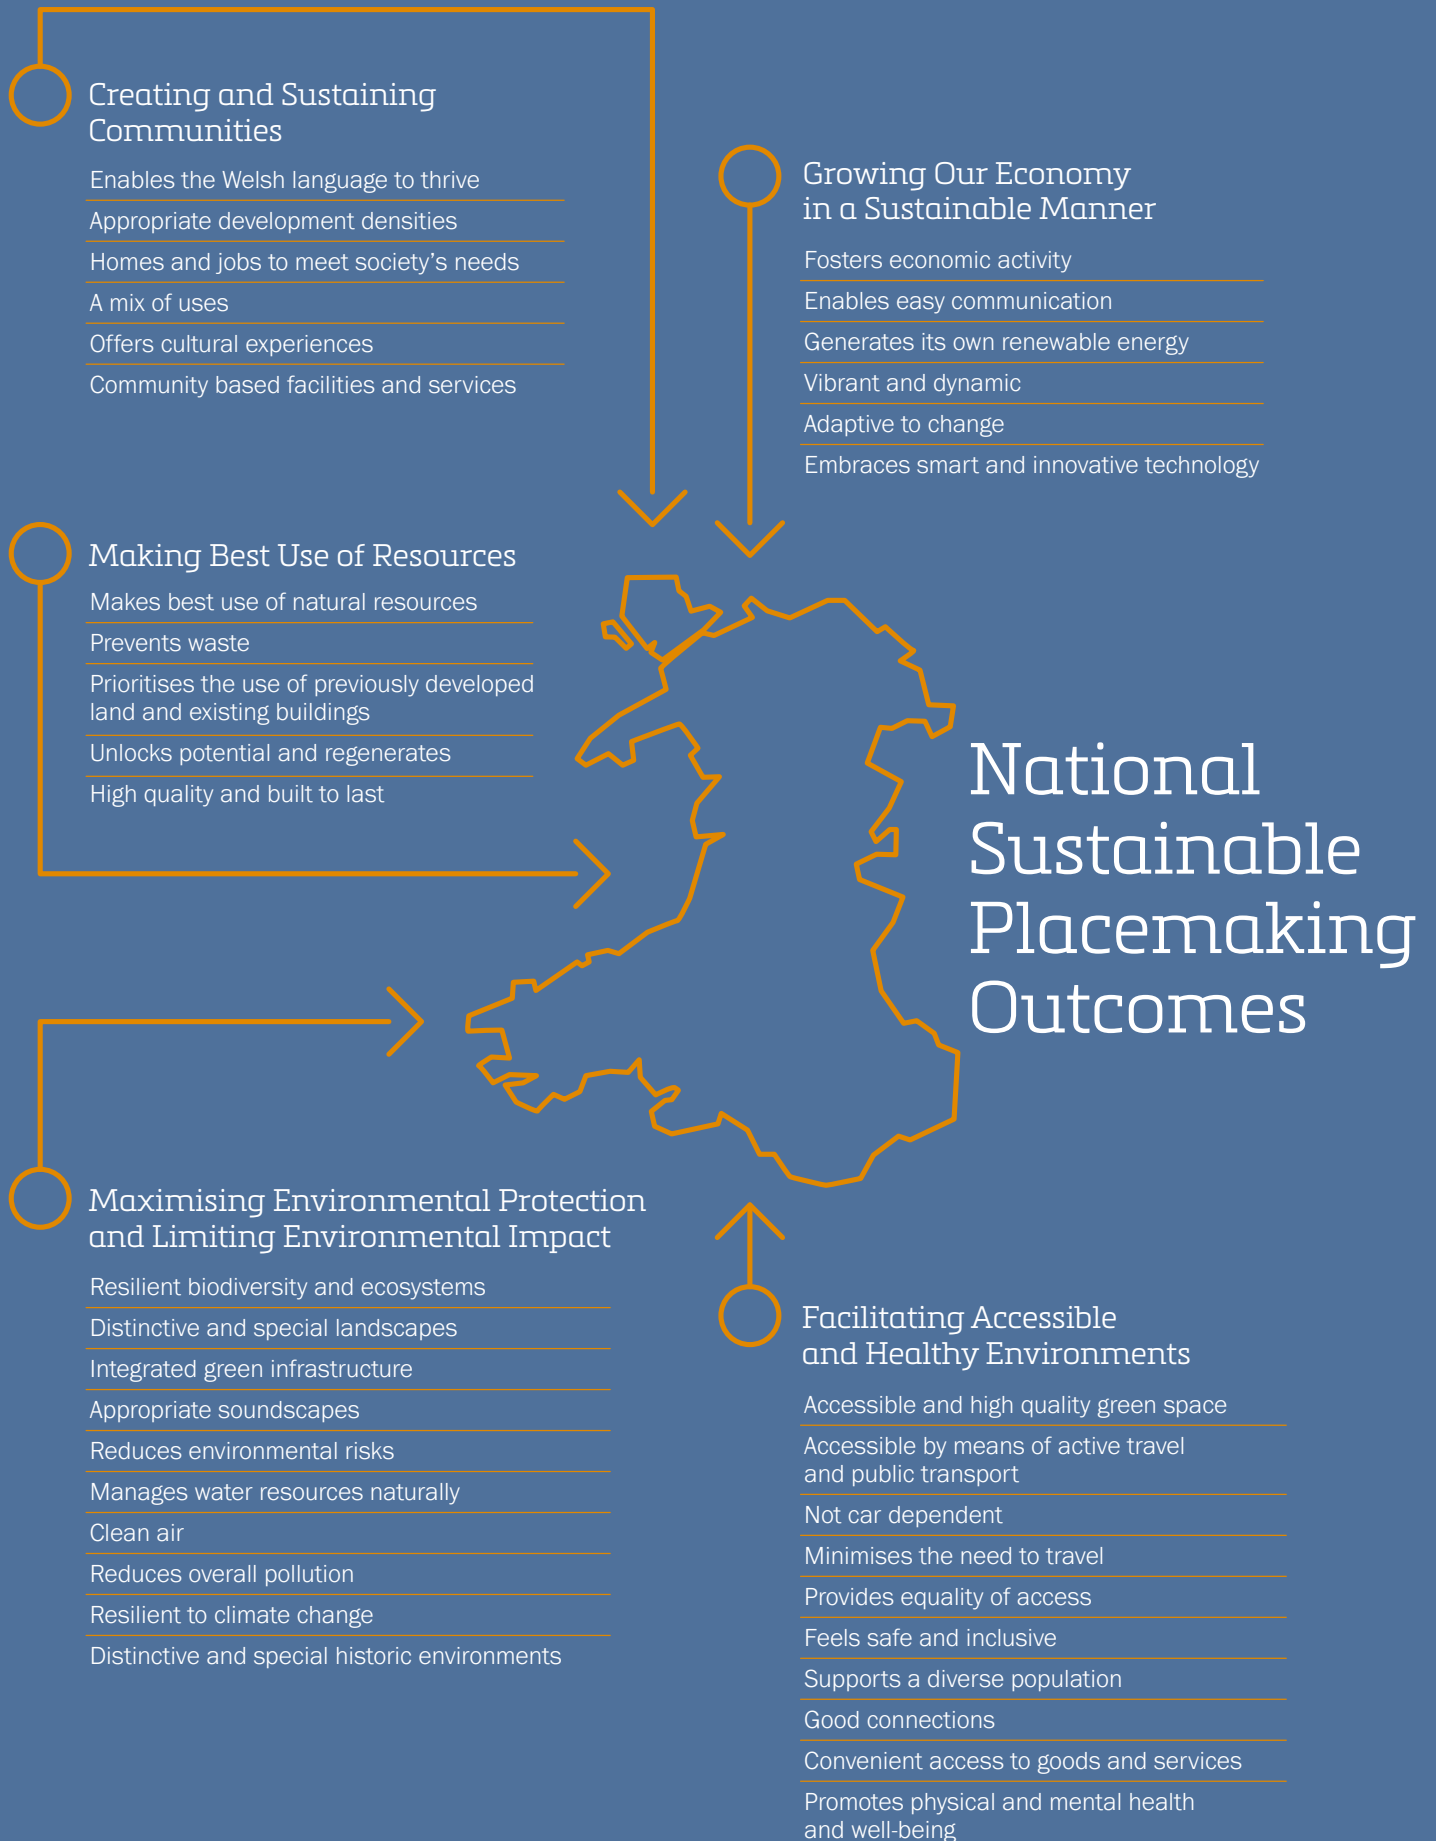 Creating and Sustaining
Communities
Enables the Welsh language to thrive
Appropriate development densities
Homes and jobs to meet society's needs
A mix of uses
Offers cultural experiences
Community based facilities and services
Growing Our Economy
in a Sustainable Manner
Fosters economic activity
Enables easy communication
Generates its own renewable energy
Vibrant and dynamic
Adaptive to change
Embraces smart and innovative technology
Making Best Use of Resources
Makes best use of natural resources
Prevents waste
Prioritises the use of previously developed
land and existing buildings
Unlocks potential and regenerates
High quality and built to last
National
Sustainable
Placemaking
Outcomes
Maximising Environmental Protection
and Limiting Environmental Impact
Resilient biodiversity and ecosystems
Distinctive and special landscapes
Integrated green infrastructure
Appropriate soundscapes
Reduces environmental risks
Manages water resources naturally
Clean air
Reduces overall pollution
Resilient to climate change
Distinctive and special historic environments
Facilitating Accessible
and Healthy Environments
Accessible and high quality green space
Accessible by means of active travel
and public transport
Not car dependent
Minimises the need to travel
Provides equality of access
Feels safe and inclusive
Supports a diverse population
Good connections
Convenient access to goods and services
Promotes physical and mental health
and well-being